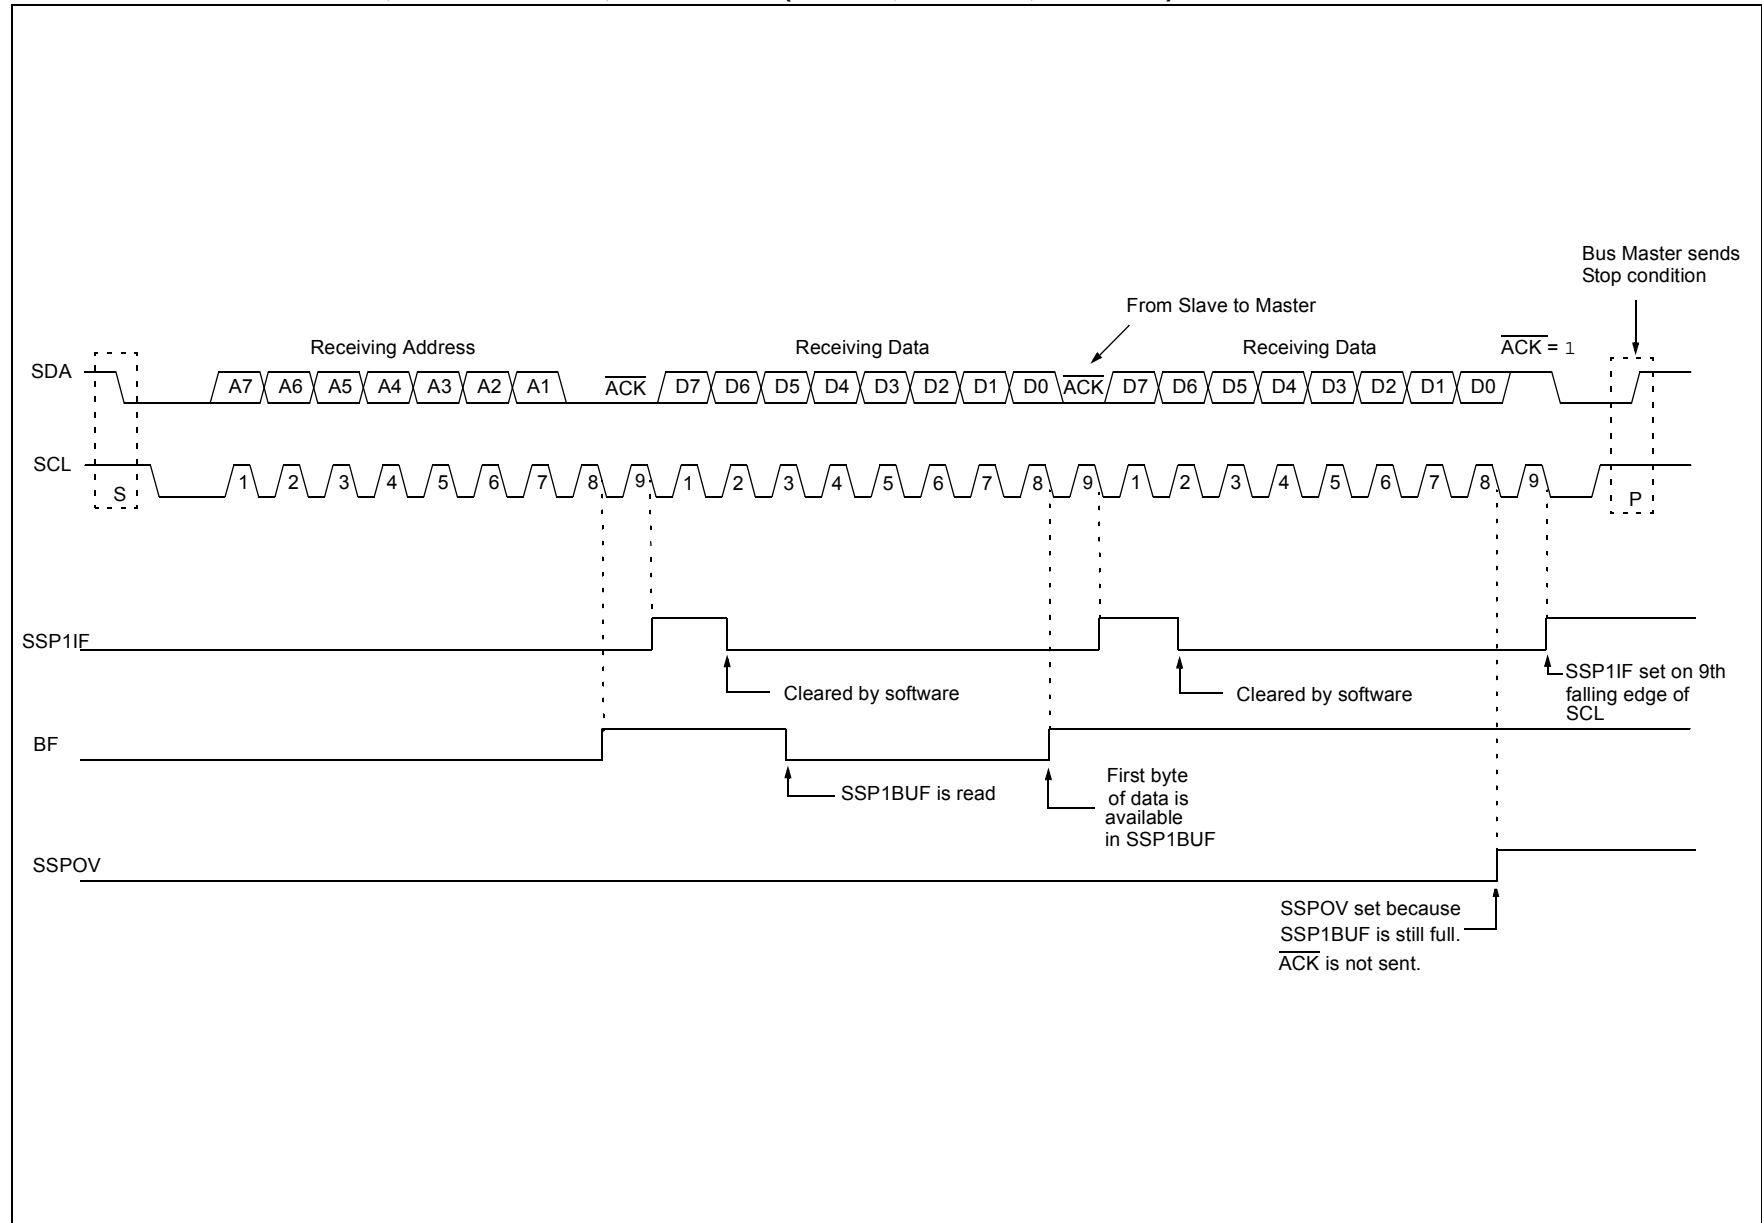 Bus Master sends
Stop condition
From Slave to Master
Receiving Address
Receiving Data
Receiving Data
ACK = 1
SDA
A7 A6 A5 A4 A3 A2 A1 ACK D7 D6 D5 D4 D3 D2 D1 D0 ACK D7 D6 D5 D4 D3 D2 D1 D0
SCL
S
1 2 3 4 5 6 7 8 9 1 2 3 4 5 6 7 8 9 1 2 3 4 5 6 7 8 9
P
SSP1IF
Cleared by software
Cleared by software
SSP1IF set on 9th
falling edge of
SCL
BF
SSP1BUF is read
First byte
of data is
available
in SSP1BUF
SSPOV
SSPOV set because
SSP1BUF is still full.
ACK is not sent.